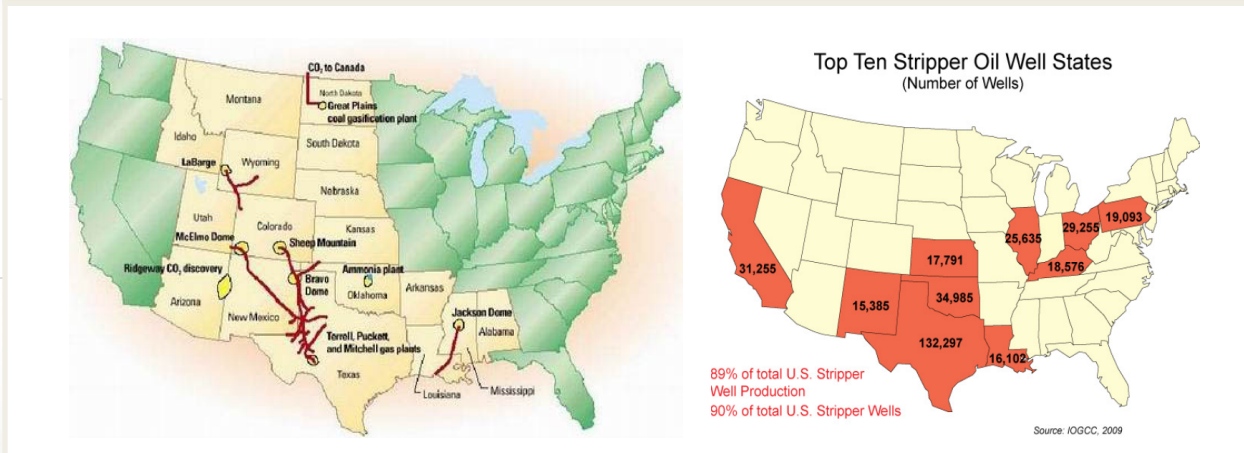 CO₂ to Canada
North Dakota
Great Plains
coal gasification plant
Montana
Idaho
South Dakota
LaBarge
Wyoming
Nebraska
Utah
Colorado
Kansas
McElmo Dome
Sheep Mountain
Ridgeway CO₂ discovery
Bravo
Dome
Ammonia plant
Oklahoma
Arkansas
Arizona
New Mexico
Jackson Dome
Alabama
Terrell, Puckett,
and Mitchell gas plants
Texas
Louisiana
Mississippi
Top Ten Stripper Oil Well States
(Number of Wells)
19,093
29,255
25,635
18,576
17,791
31,255
34,985
15,385
132,297
16,102
89% of total U.S. Stripper
Well Production
90% of total U.S. Stripper Wells
Source: IOGCC, 2009